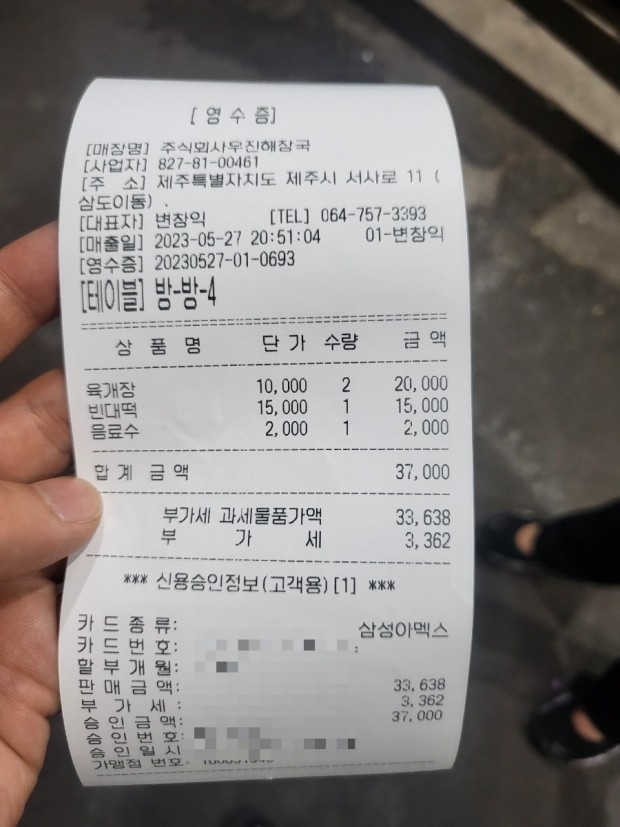 [ 영 수 증]
[매장명] 주식회사우진해장국
[사업자] 827-81-00461
[주 소] 제주특별자치도 제주시 서사로 11 (
삼도이동) .
[대표자] 변창익 [TEL] 064-757-3393
[매출일] 2023-05-27 20:51:04 01-변창익
[영수증] 20230527-01-0693
[테이블] 방-방-4
상 품 명 단 가 수량 금 액
육개장 10,000 2 20,000
빈대떡 15,000 1 15,000
음료수 2,000 1 2,000
합 계 금 액 37,000
부가세 과세물품가액 33,638
부 가 세 3,362
*** 신용승인정보(고객용) [1] ***
카 드 종 류: 삼성아멕스
카 드 번 호:
할 부 개 월:
판 매 금 액: 33,638
부 가 세 : 3,362
승 인 금 액: 37,000
승 인 번 호:
승 인 일 시
가맹점 번호: